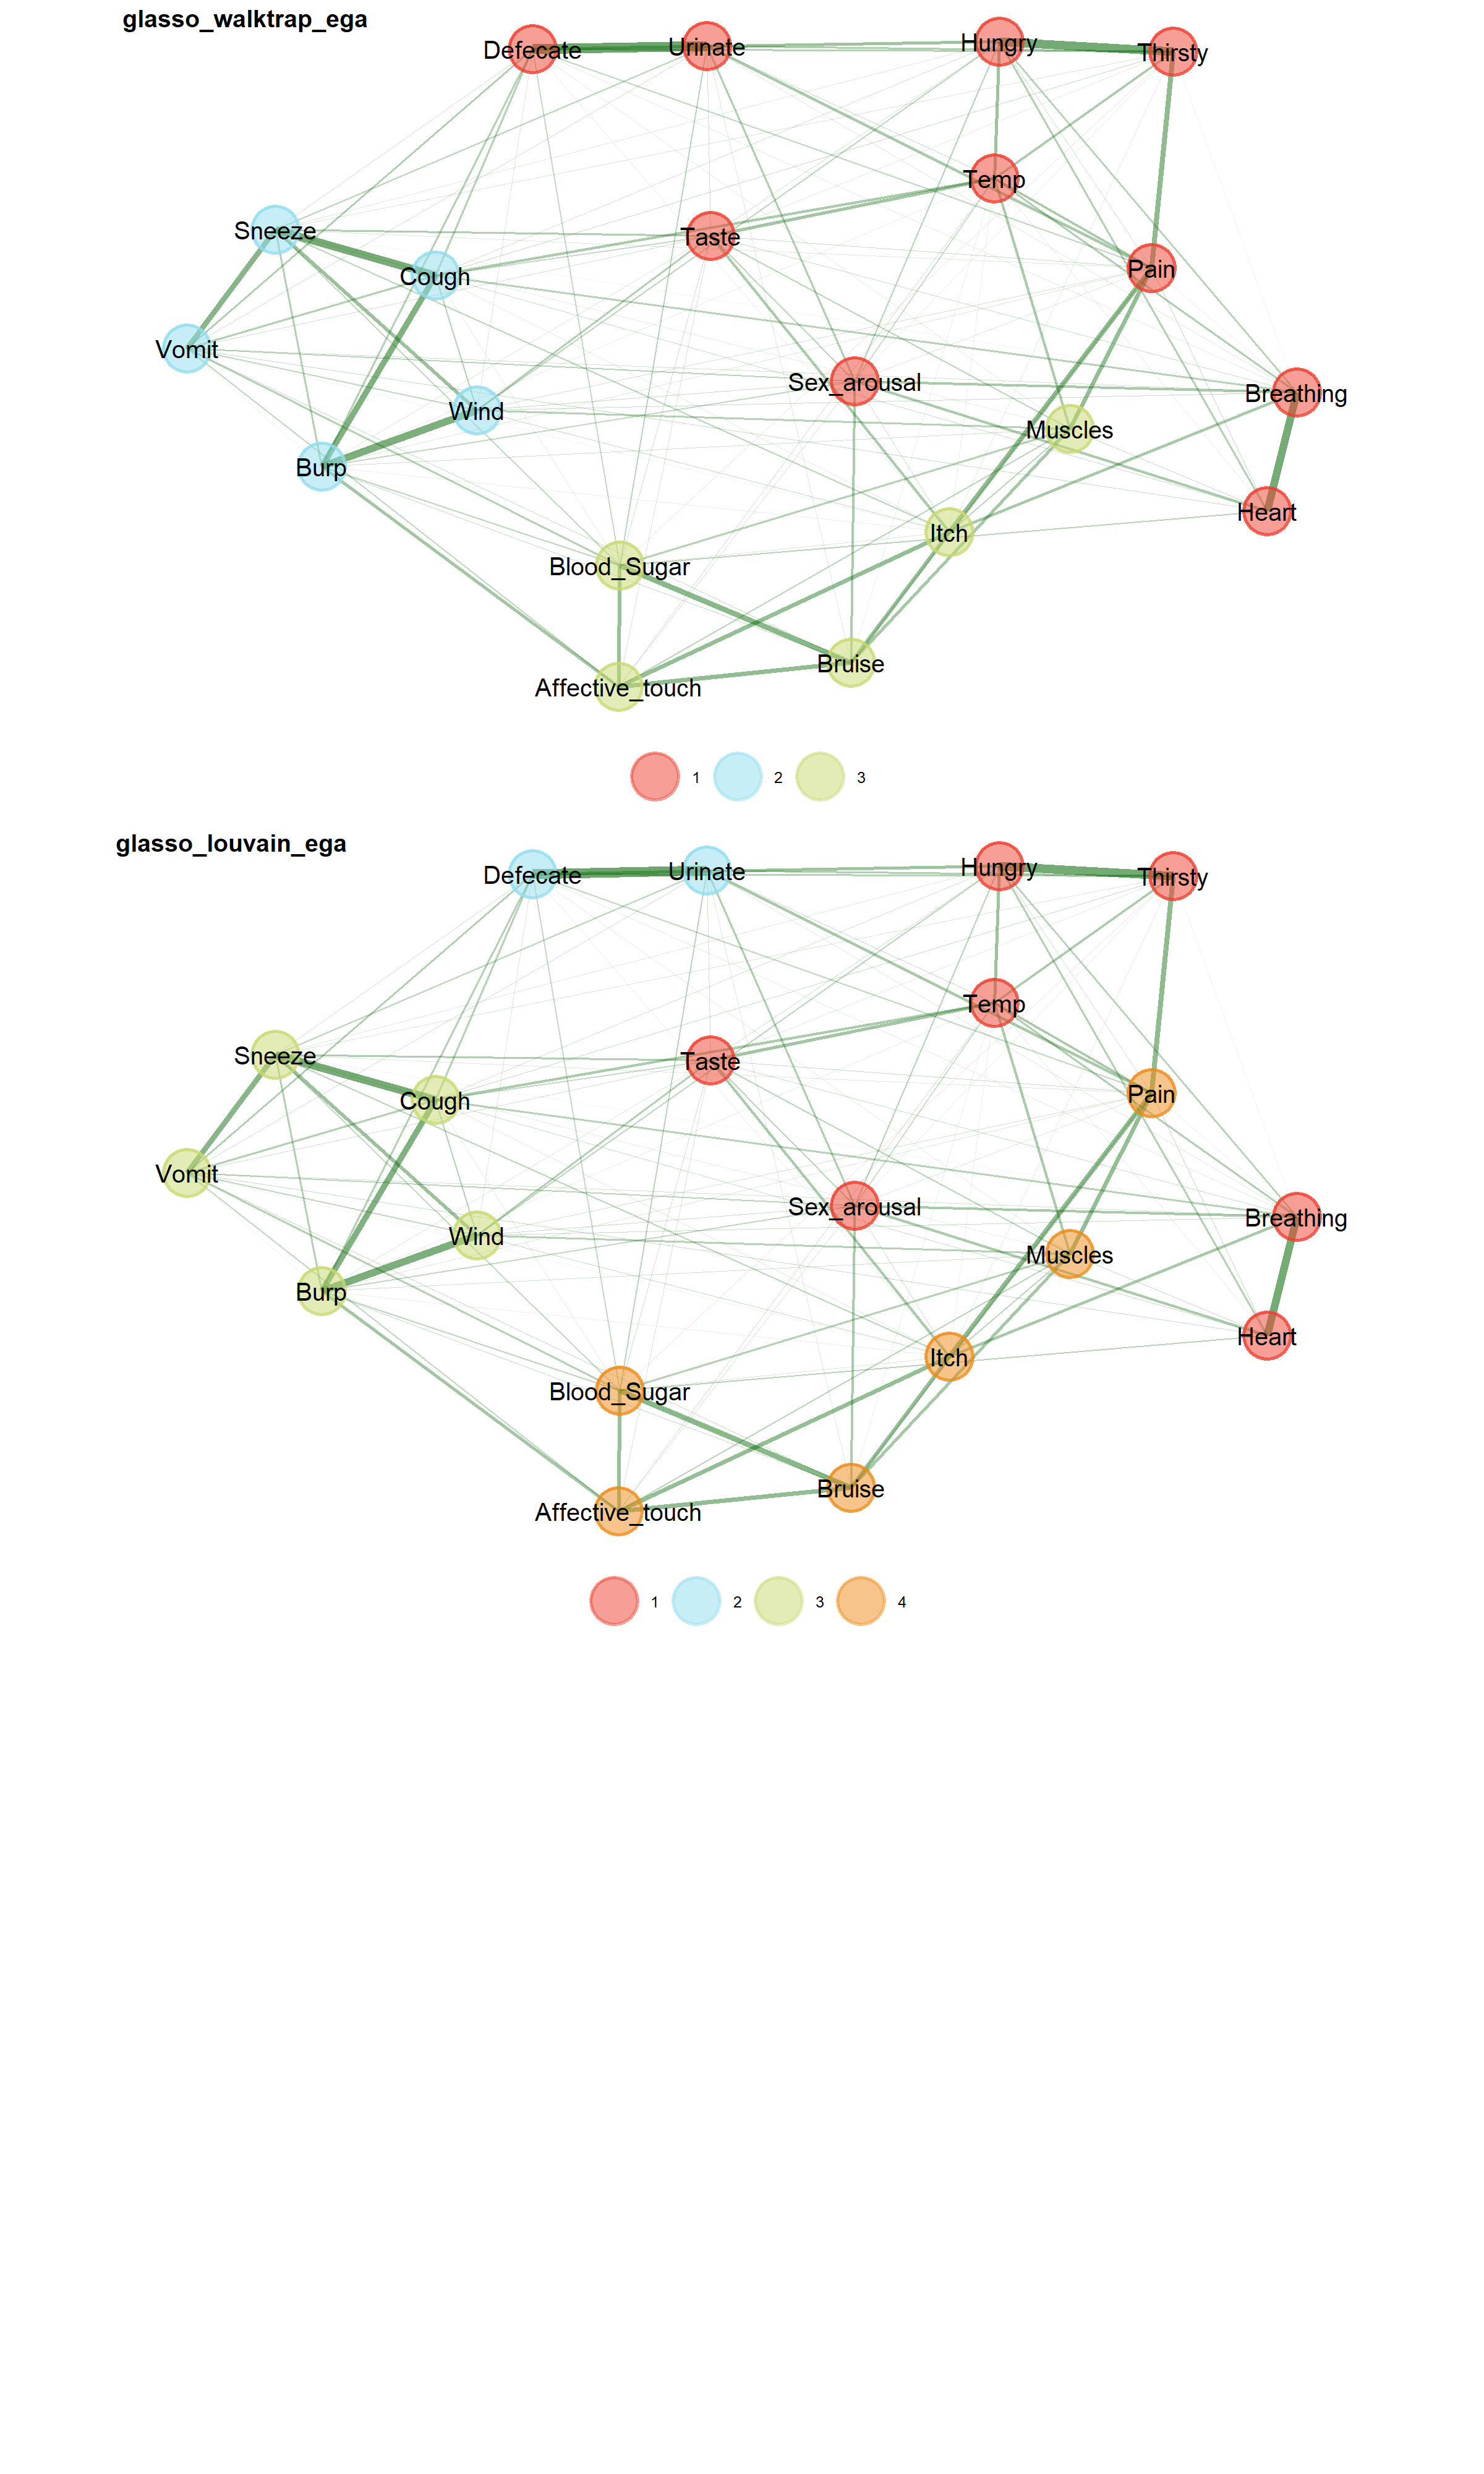 glasso_walktrap_ega
Defecate
Urinate
Hungry
Thirsty
Temp
Sneeze
Taste
Cough
Pain
Vomit
Sex_arousal
Breathing
Wind
Muscles
Burp
Heart
Itch
Blood_Sugar
Bruise
Affective_touch
1 2 3
glasso_louvain_ega
Defecate
Urinate
Hungry
Thirsty
Temp
Sneeze
Taste
Cough
Pain
Vomit
Sex_arousal
Breathing
Wind
Muscles
Burp
Heart
Itch
Blood_Sugar
Bruise
Affective_touch
1 2 3 4